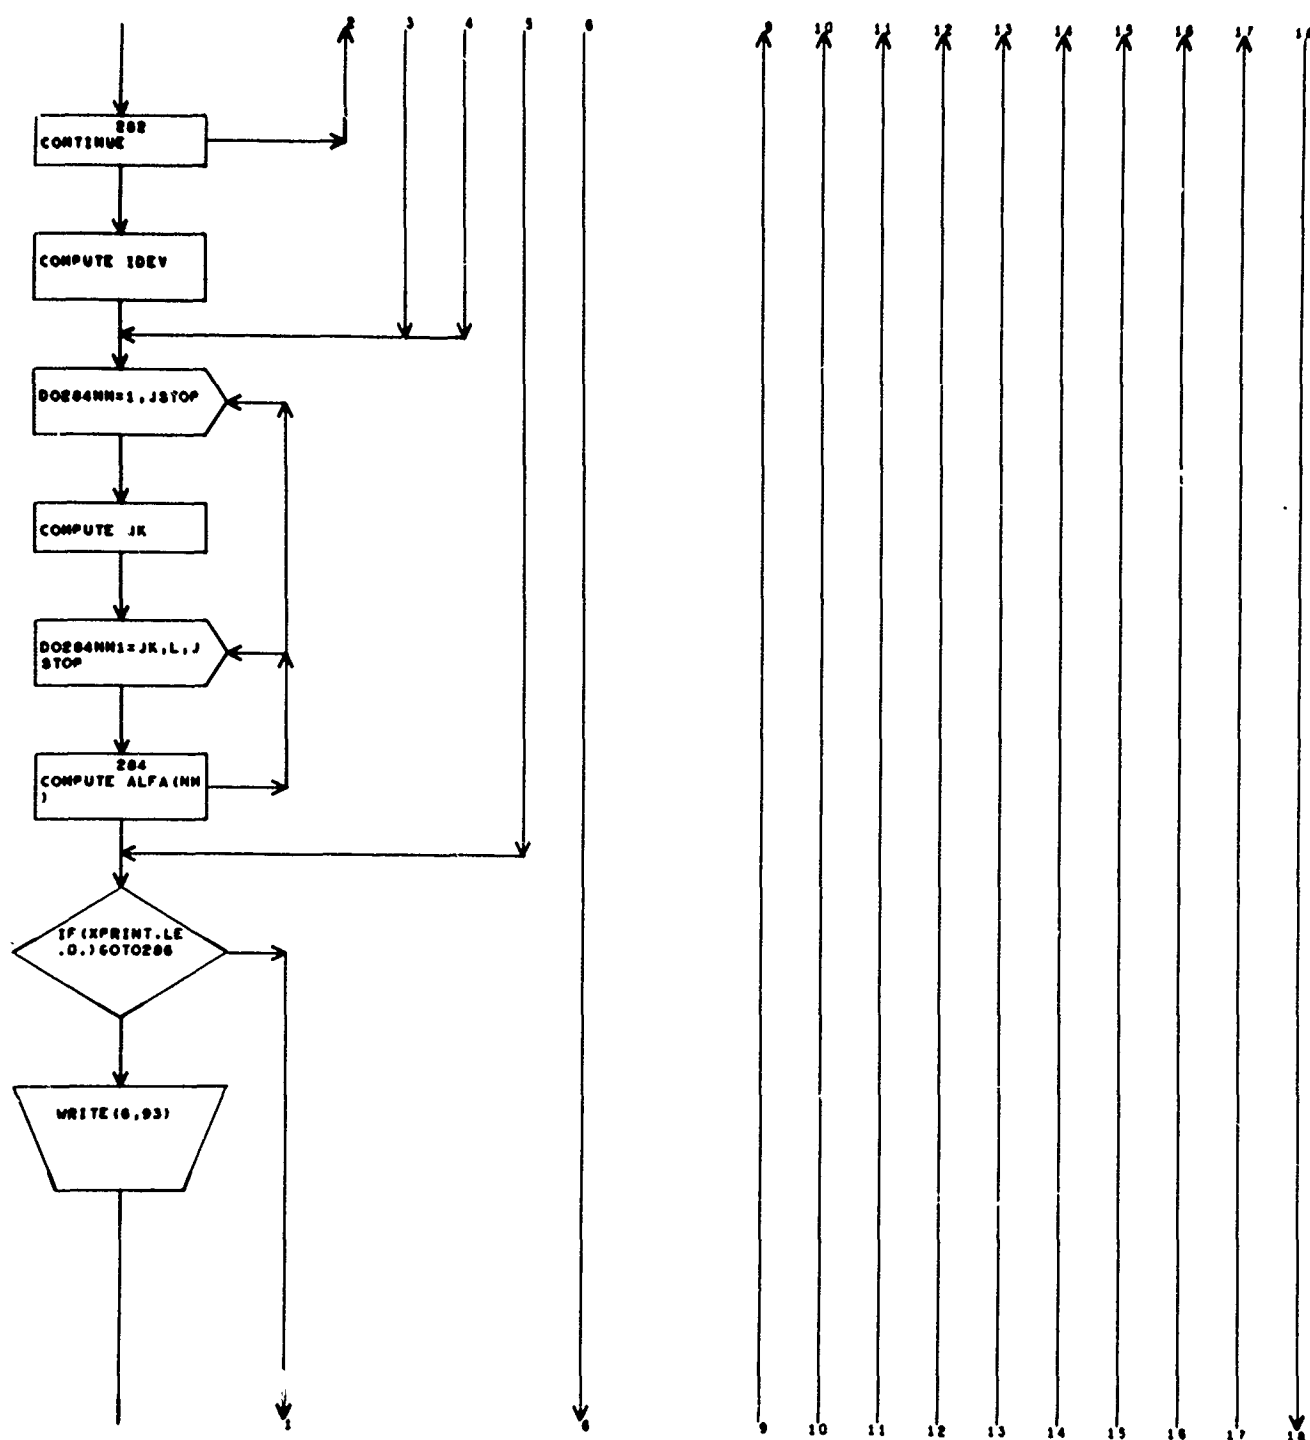 2 3 4 5 6 9 10 11 12 13 14 15 16 17 18
282
CONTINUE
COMPUTE IDEV
DO284NN=1,JSTOP
COMPUTE JK
DO284NN1=JK,L,J
STOP
284
COMPUTE ALFA(NN
)
IF(XPRINT.LE
.0.)GOTO286
WRITE(6,93)
1 6 9 10 11 12 13 14 15 16 17 18